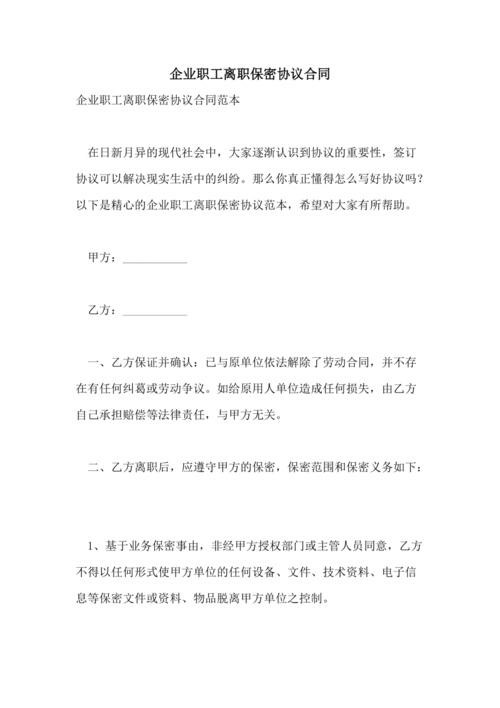 企业职工离职保密协议合同
企业职工离职保密协议合同范本
在日新月异的现代社会中，大家逐渐认识到协议的重要性，签订
协议可以解决现实生活中的纠纷。那么你真正懂得怎么写好协议吗？
以下是精心的企业职工离职保密协议范本，希望对大家有所帮助。
甲方：___________
乙方：___________
一、乙方保证并确认：已与原单位依法解除了劳动合同，并不存
在有任何纠葛或劳动争议。如给原用人单位造成任何损失，由乙方
自己承担赔偿等法律责任，与甲方无关。
二、乙方离职后，应遵守甲方的保密，保密范围和保密义务如下：
1、基于业务保密事由，非经甲方授权部门或主管人员同意，乙方
不得以任何形式使甲方单位的任何设备、文件、技术资料、电子信
息等保密文件或资料、物品脱离甲方单位之控制。